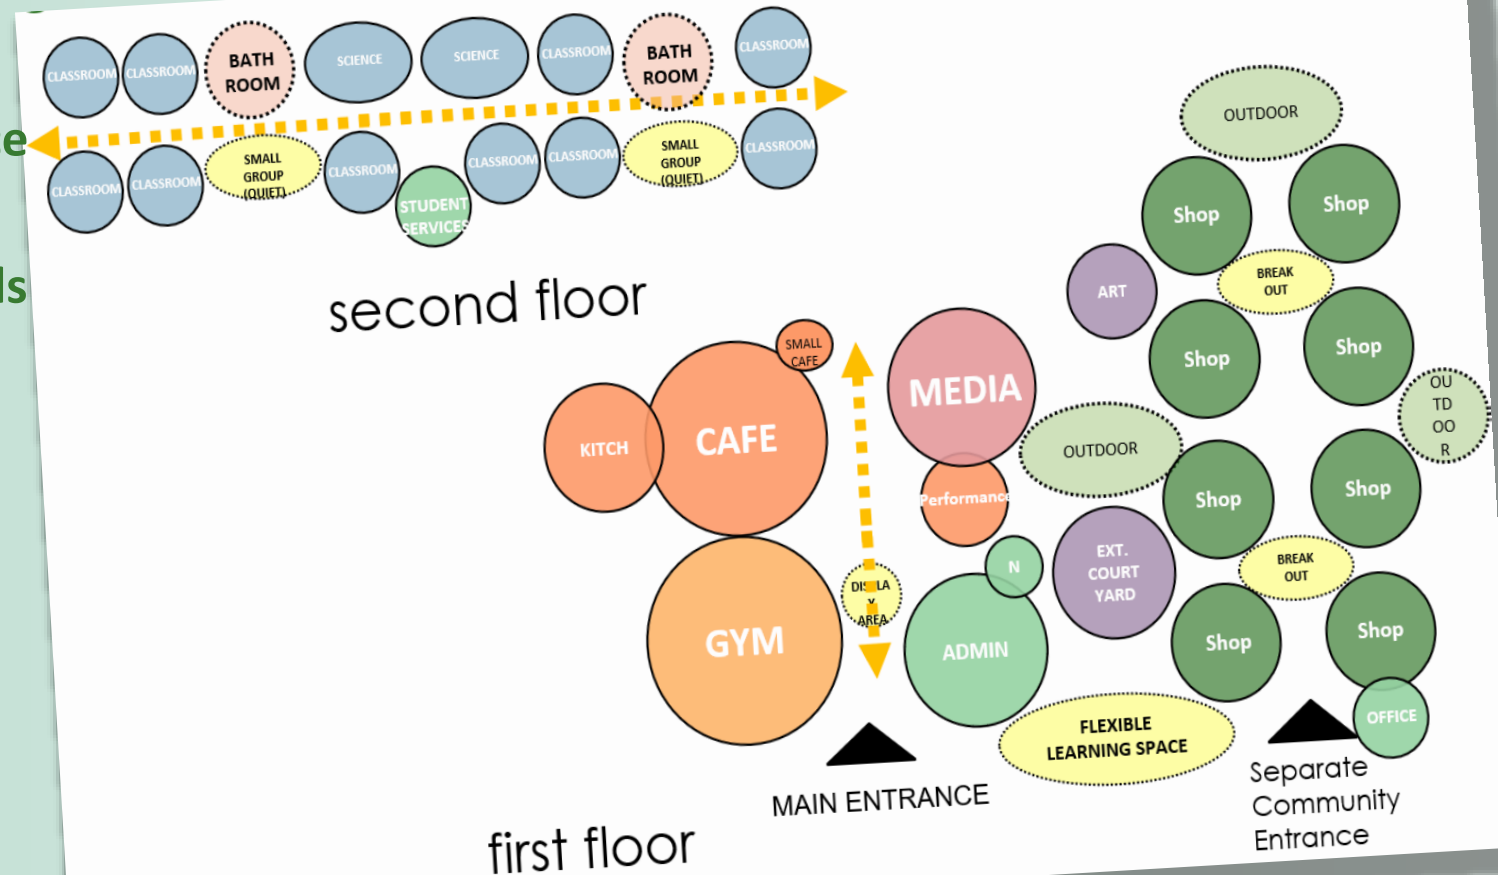 CLASSROOM
CLASSROOM
BATH
ROOM
SCIENCE
SCIENCE
CLASSROOM
BATH
ROOM
CLASSROOM
CLASSROOM
CLASSROOM
SMALL
GROUP
(QUIET)
CLASSROOM
STUDENT
SERVICES
CLASSROOM
CLASSROOM
SMALL
GROUP
(QUIET)
CLASSROOM
second floor
SMALL
CAFE
KITCH
CAFE
GYM
DISPLA
Y
AREA
MEDIA
Performance
N
ADMIN
OUTDOOR
EXT.
COURT
YARD
ART
OUTDOOR
Shop
Shop
BREAK
OUT
Shop
Shop
OU
TD
OO
R
Shop
Shop
BREAK
OUT
Shop
Shop
OFFICE
FLEXIBLE
LEARNING SPACE
MAIN ENTRANCE
Separate
Community
Entrance
first floor